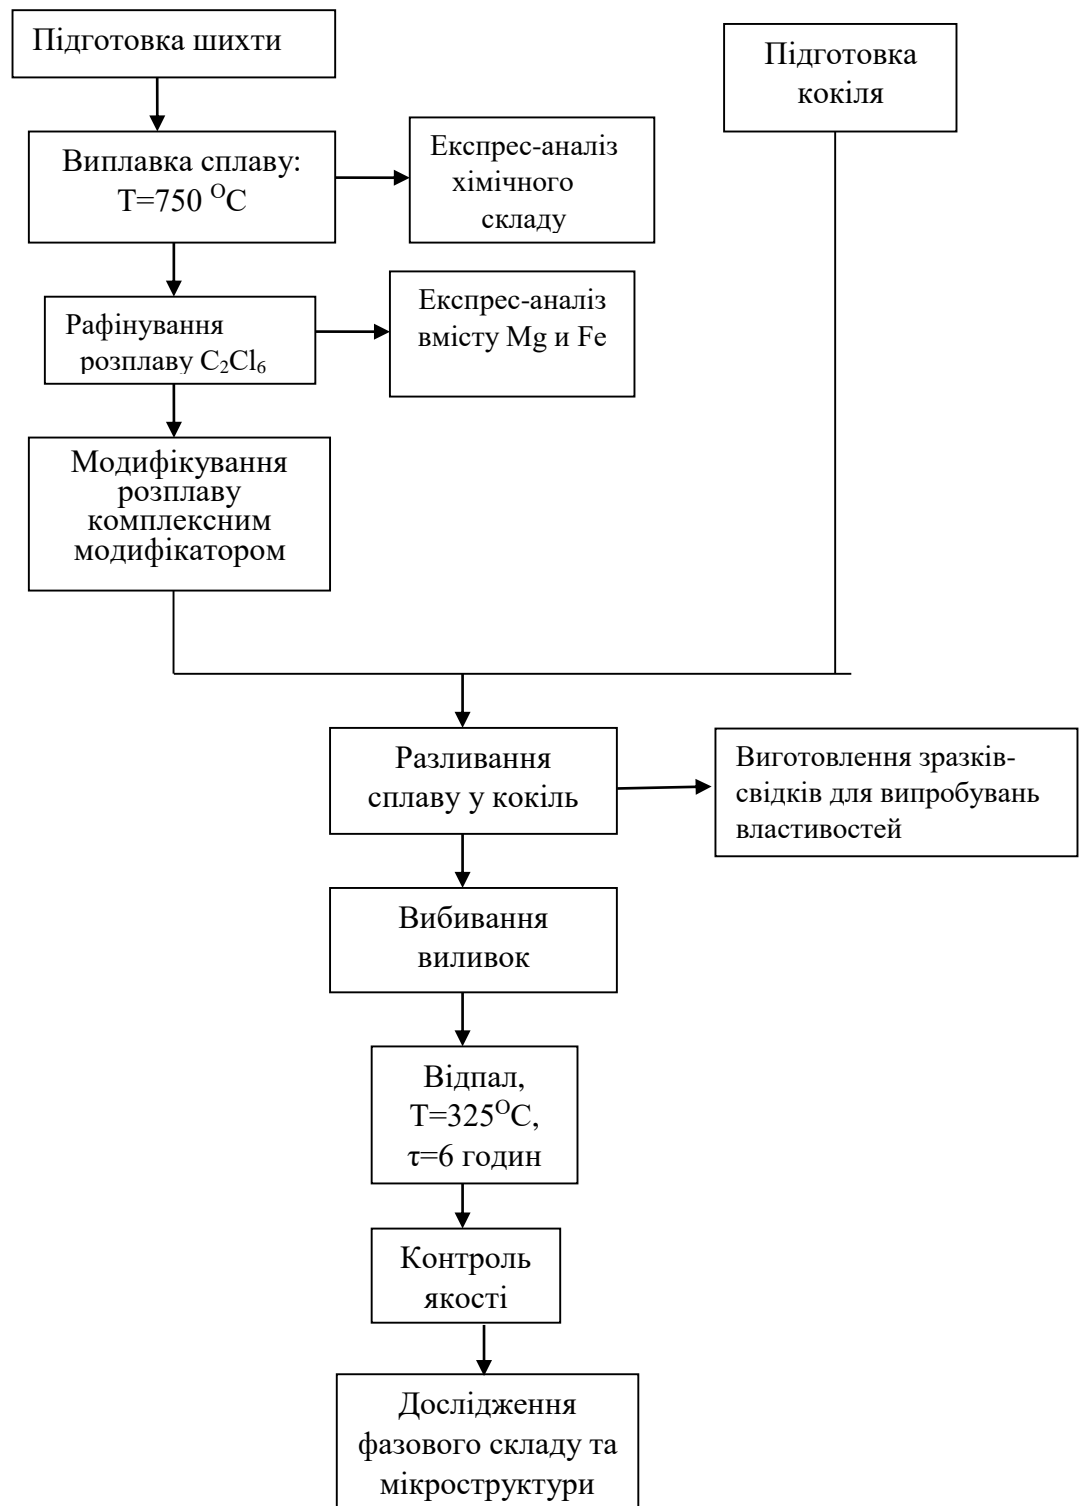 Підготовка шихти
Підготовка
кокіля
Виплавка сплаву:
Т=750 ᴼС
Експрес-аналіз
хімічного
складу
Рафінування
розплаву C₂Cl₆
Експрес-аналіз
вмісту Mg и Fe
Модифікування
розплаву
комплексним
модифікатором
Разливання
сплаву у кокіль
Виготовлення зразків-
свідків для випробувань
властивостей
Вибивання
виливок
Відпал,
Т=325ᴼС,
τ=6 годин
Контроль
якості
Дослідження
фазового складу та
мікроструктури